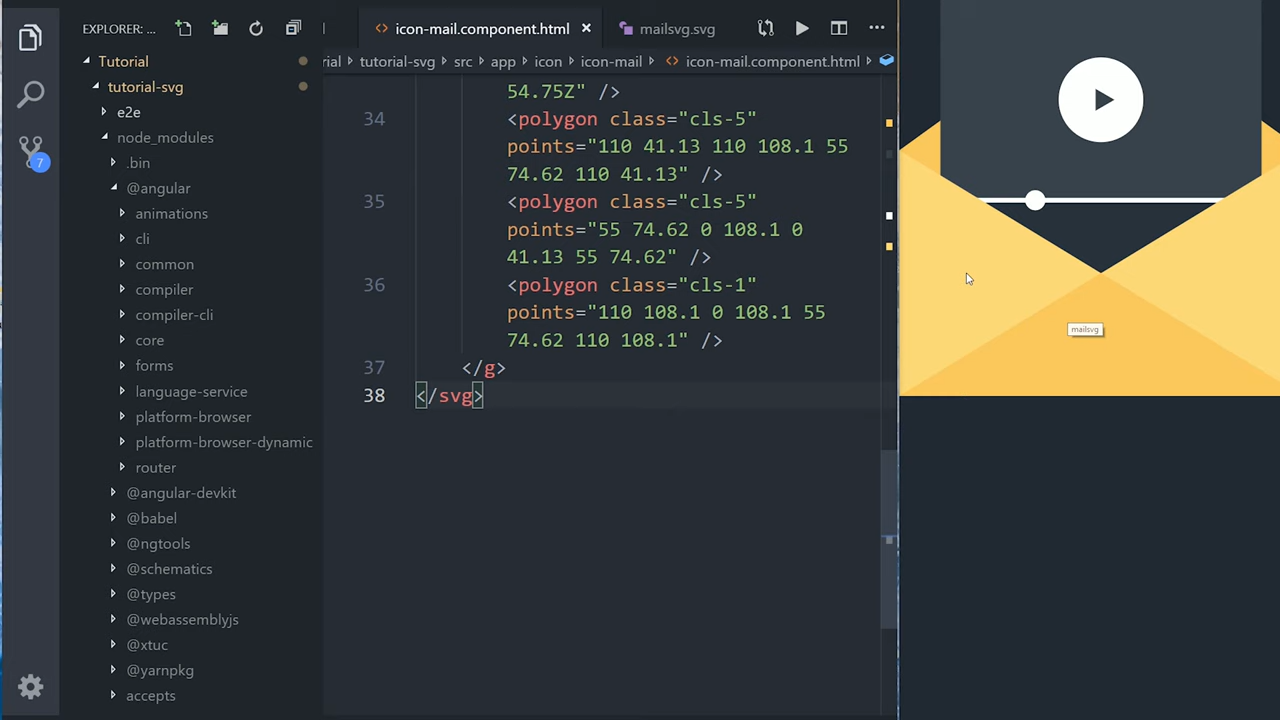 EXPLORER: ...
icon-mail.component.html
mailsvg.svg
rial
tutorial-svg
src
app
icon
icon-mail
icon-mail.component.html
Tutorial
tutorial-svg
e2e
node_modules
.bin
@angular
animations
cli
common
compiler
compiler-cli
core
forms
language-service
platform-browser
platform-browser-dynamic
router
@angular-devkit
@babel
@ngtools
@schematics
@types
@webassemblyjs
@xtuc
@yarnpkg
accepts
7
54.75Z" />
34 <polygon class="cls-5"
points="110 41.13 110 108.1 55
74.62 110 41.13" />
35 <polygon class="cls-5"
points="55 74.62 0 108.1 0
41.13 55 74.62" />
36 <polygon class="cls-1"
points="110 108.1 0 108.1 55
74.62 110 108.1" />
37 </g>
38 </svg>
mailsvg